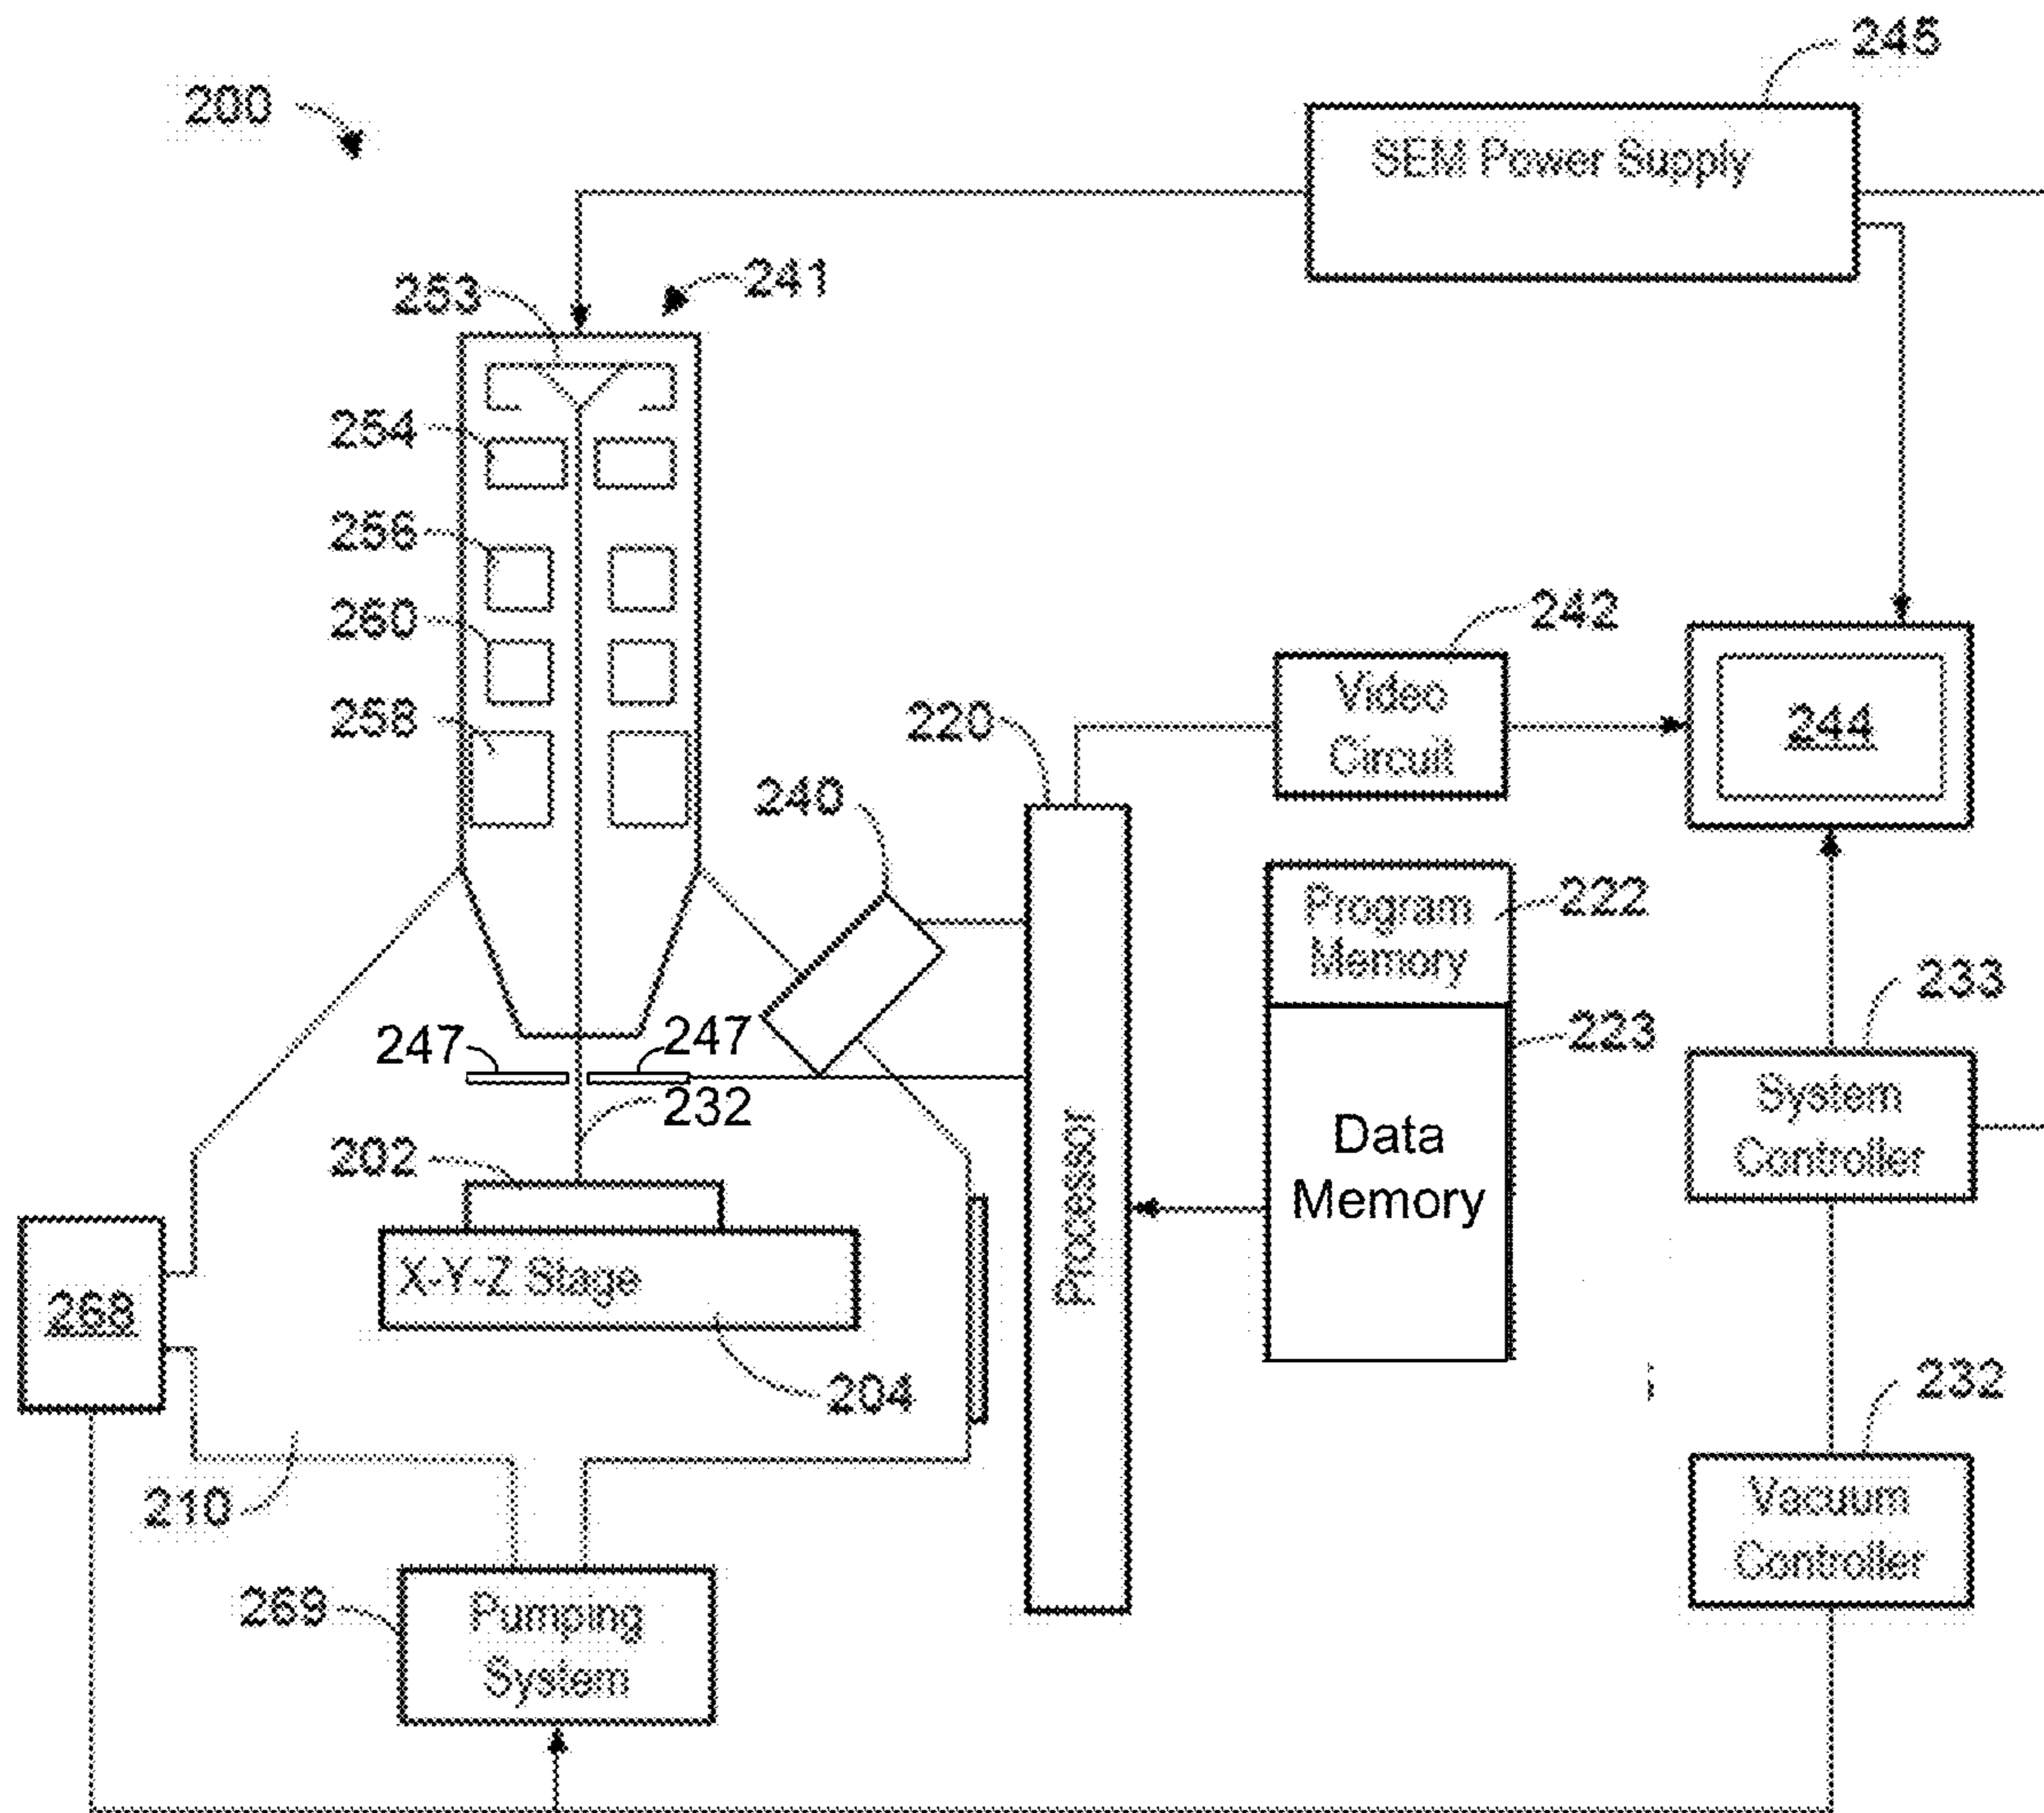 245
200
SEM Power Supply
253
241
254
256
260
258
242
Video
Circuit
244
220
240
Program
Memory
222
223
233
System
Controller
247
247
232
202
Data
Memory
Processor
X-Y-Z Stage
268
204
232
210
Vacuum
Controller
269
Pumping
System